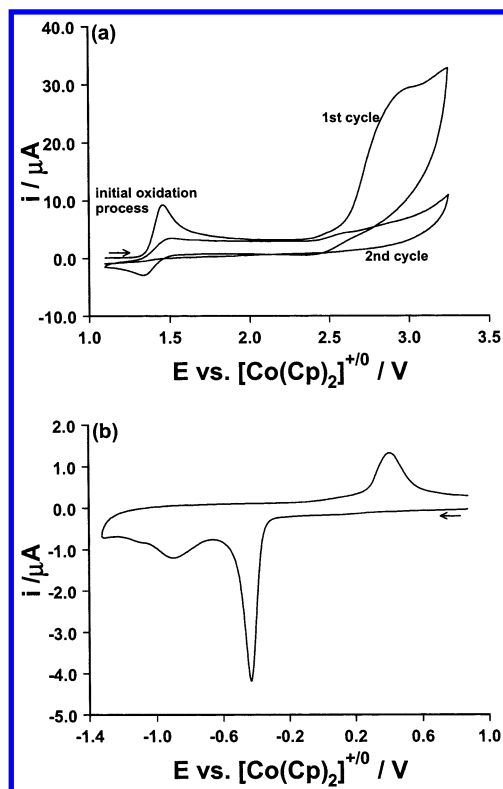 (a)
40.0
30.0
20.0
10.0
0.0
-10.0
i / μA
1st cycle
initial oxidation
process
2nd cycle
1.0 1.5 2.0 2.5 3.0 3.5
E vs. [Co(Cp)₂]⁺/⁰ / V
(b)
2.0
1.0
0.0
-1.0
-2.0
-3.0
-4.0
-5.0
i /μA
-1.4 -1.0 -0.6 -0.2 0.2 0.6 1.0
E vs. [Co(Cp)₂]⁺/⁰ / V